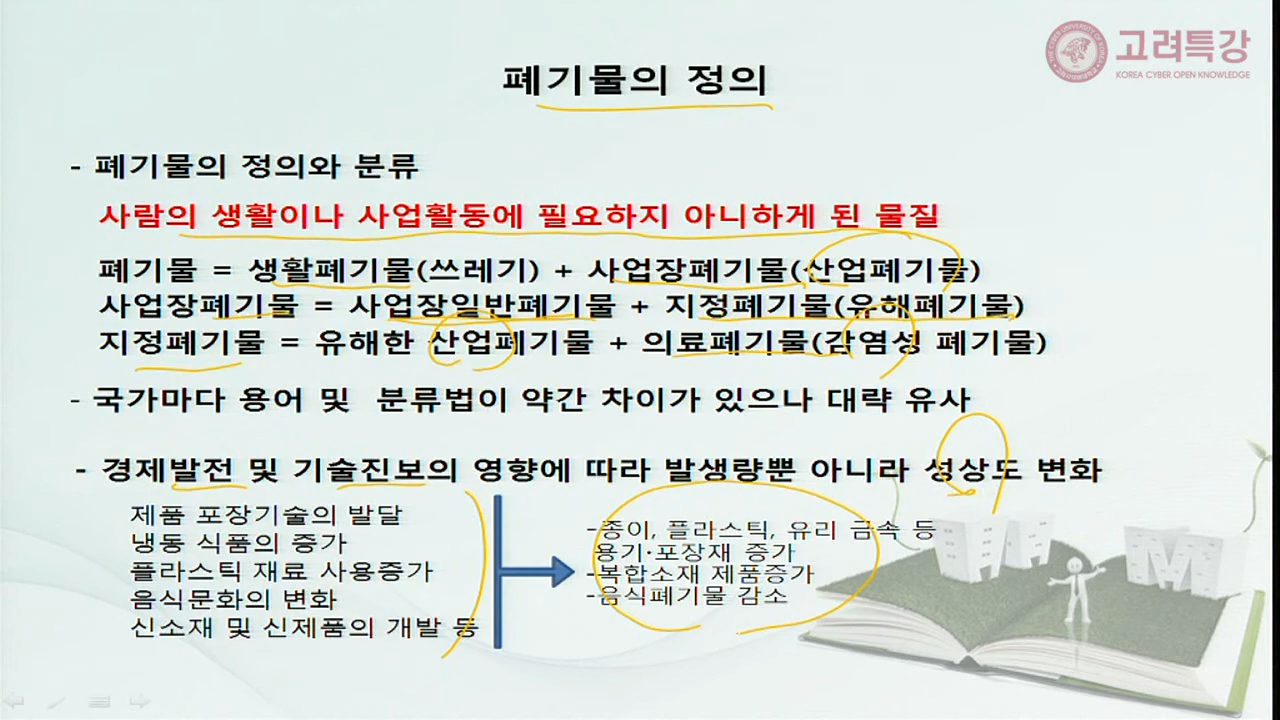 고려특강
KOREA CYBER OPEN KNOWLEDGE
폐기물의 정의
- 폐기물의 정의와 분류
사람의 생활이나 사업활동에 필요하지 아니하게 된 물질
폐기물 = 생활폐기물(쓰레기) + 사업장폐기물(산업폐기물)
사업장폐기물 = 사업장일반폐기물 + 지정폐기물(유해폐기물)
지정폐기물 = 유해한 산업폐기물 + 의료폐기물(감염성 폐기물)
- 국가마다 용어 및 분류법이 약간 차이가 있으나 대략 유사
- 경제발전 및 기술진보의 영향에 따라 발생량뿐 아니라 성상도 변화
제품 포장기술의 발달
냉동 식품의 증가
플라스틱 재료 사용증가
음식문화의 변화
신소재 및 신제품의 개발 등
-종이, 플라스틱, 유리 금속 등
용기·포장재 증가
-복합소재 제품증가
-음식폐기물 감소